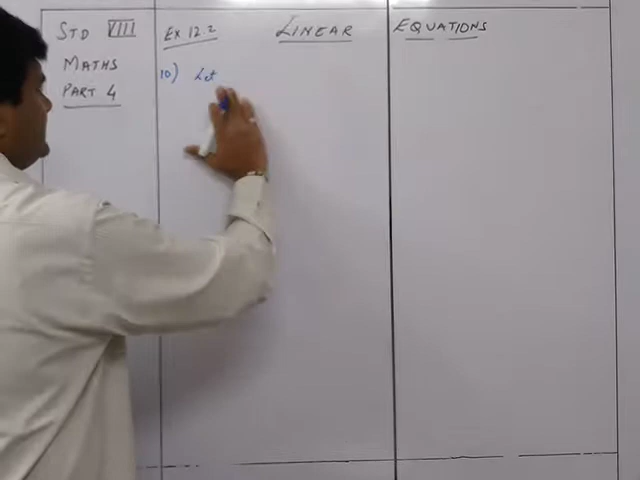 STD VIII
MATHS
PART 4
EX 12.2
LINEAR EQUATIONS
10) Let